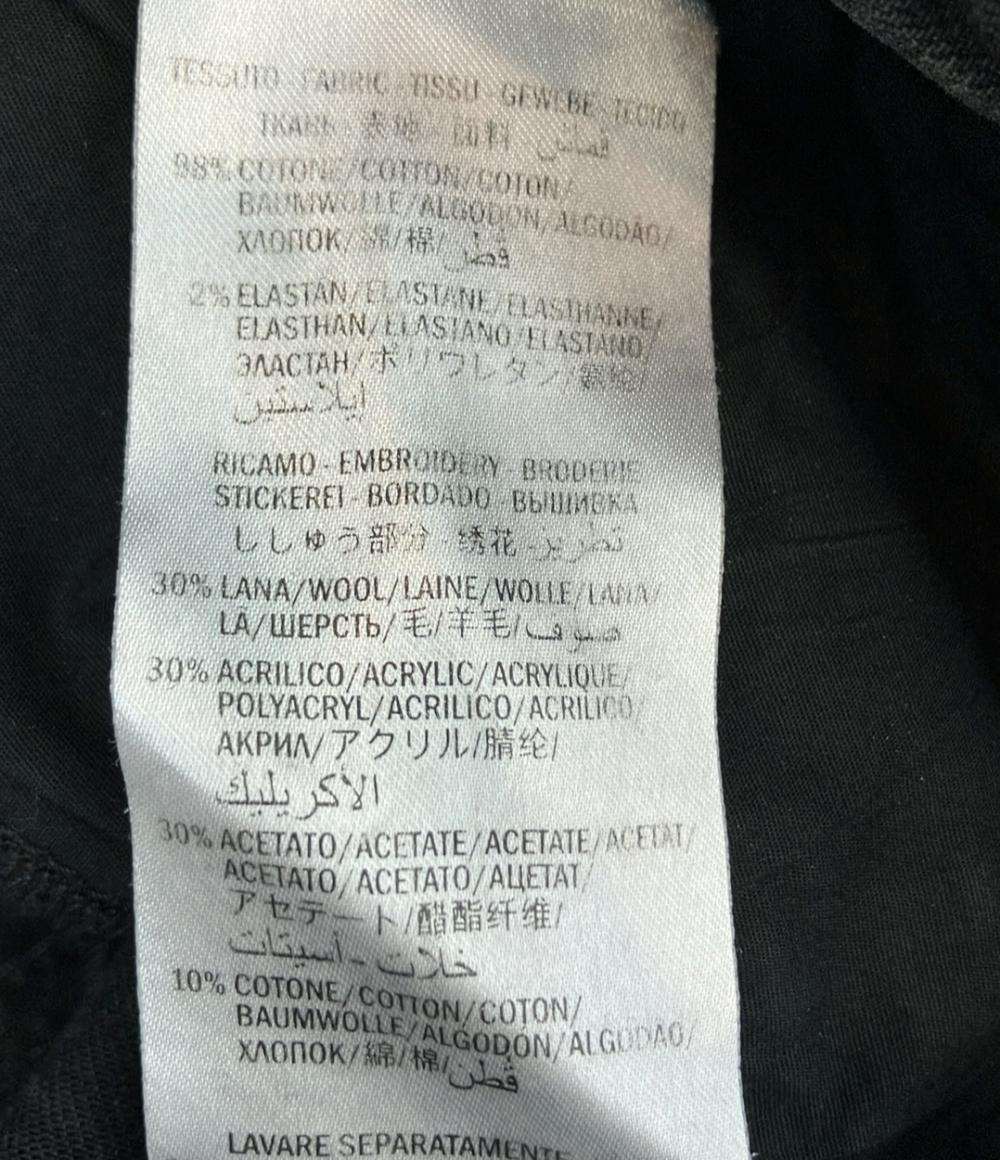 TESSUTO - FABRIC - TISSU - GEWEBE - TECIDO
ТКАНЬ - 表地 - 面料 - قماش
98% COTONE/COTTON/COTON/
BAUMWOLLE/ALGODON/ALGODÃO/
ХЛОПОК/綿/棉/قطن
2% ELASTAN/ELASTANE/ELASTHANNE/
ELASTHAN/ELASTANO/ELASTANO/
ЭЛАСТАН/ポリウレタン/氨纶/
ايلاستين
RICAMO - EMBROIDERY - BRODERIE
STICKEREI - BORDADO - ВЫШИВКА
ししゅう部分 - 绣花 - تطريز
30% LANA/WOOL/LAINE/WOLLE/LANA/
LÃ/ШЕРСТЬ/毛/羊毛/صوف
30% ACRILICO/ACRYLIC/ACRYLIQUE/
POLYACRYL/ACRILICO/ACRILICO/
АКРИЛ/アクリル/腈纶/
الأكريليك
30% ACETATO/ACETATE/ACETATE/ACETAT/
ACETATO/ACETATO/АЦЕТАТ/
アセテート/醋酯纤维/
خلات - أسيتات
10% COTONE/COTTON/COTON/
BAUMWOLLE/ALGODON/ALGODÃO/
ХЛОПОК/綿/棉/قطن
LAVARE SEPARATAMENTE